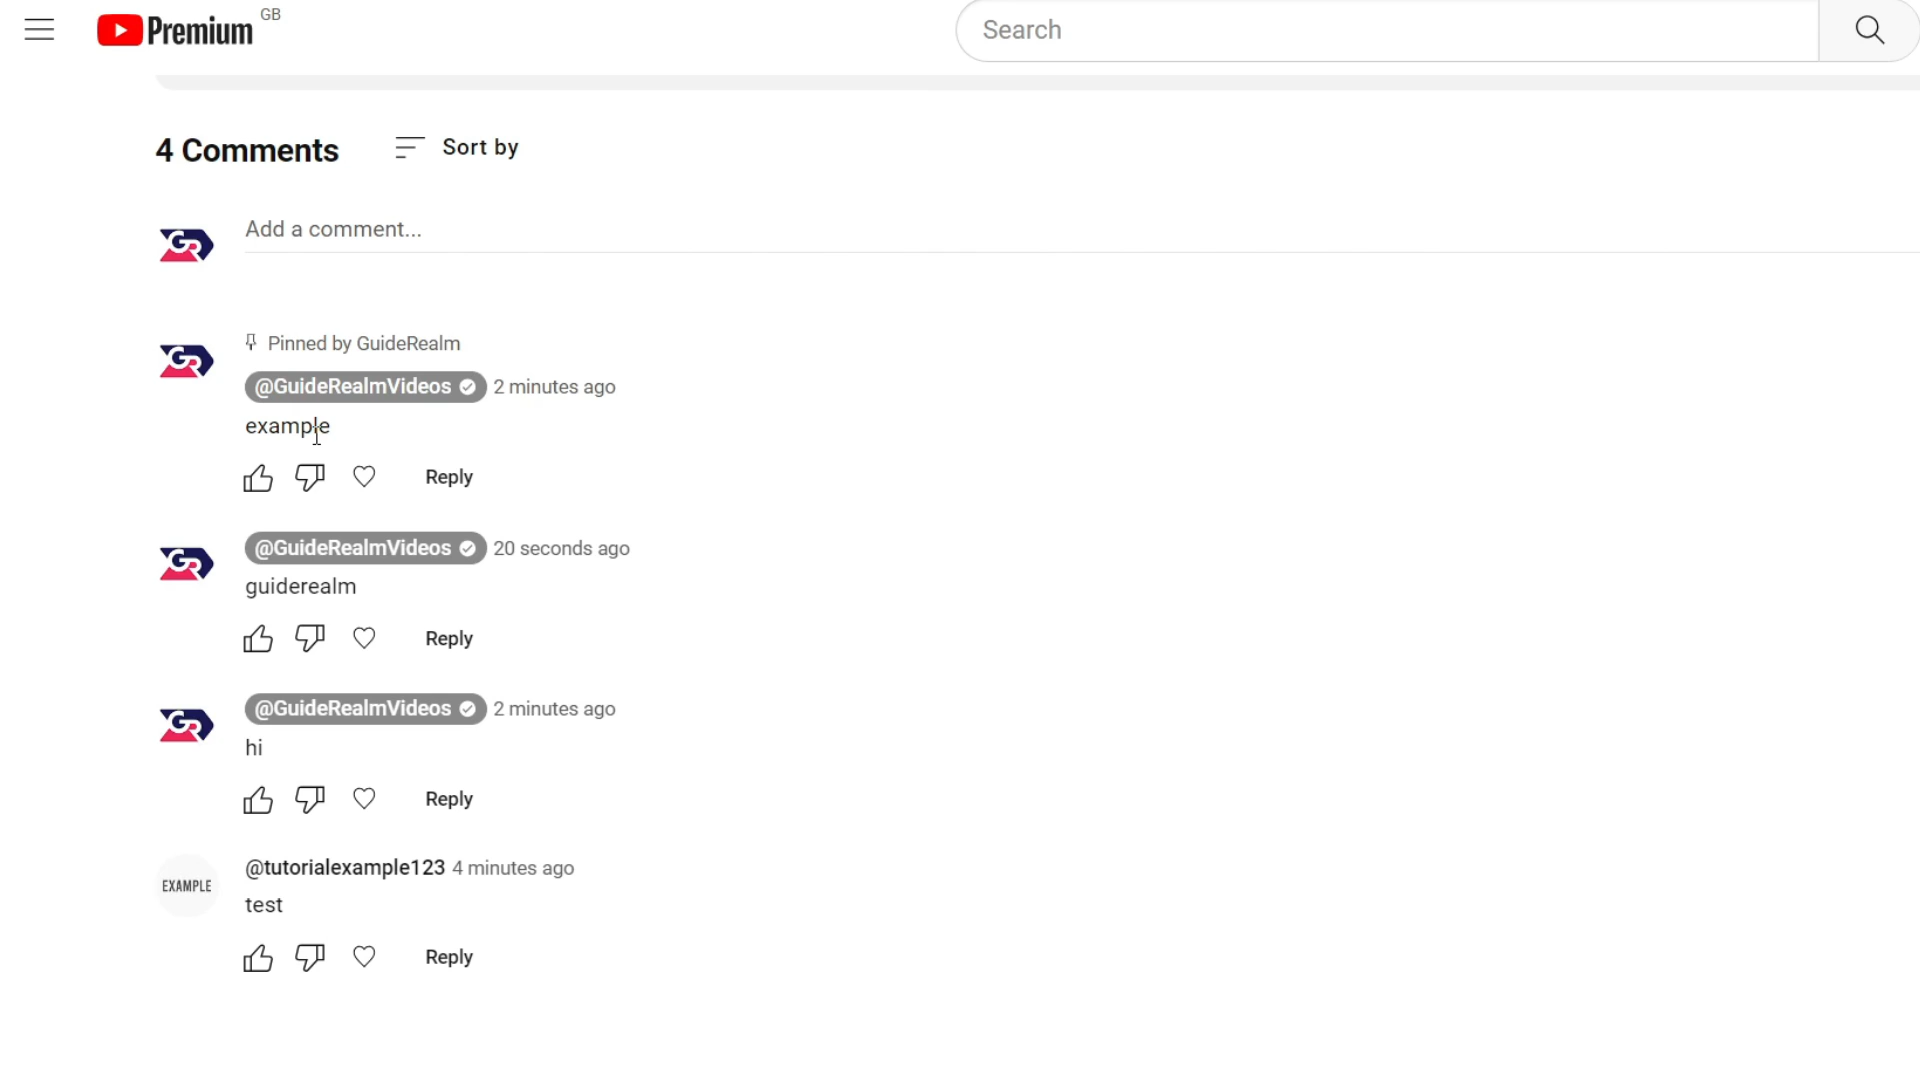 Premium GB
Search
4 Comments
Sort by
Add a comment...
Pinned by GuideRealm
@GuideRealmVideos 2 minutes ago
example
Reply
@GuideRealmVideos 20 seconds ago
guiderealm
Reply
@GuideRealmVideos 2 minutes ago
hi
Reply
EXAMPLE
@tutorialexample123 4 minutes ago
test
Reply